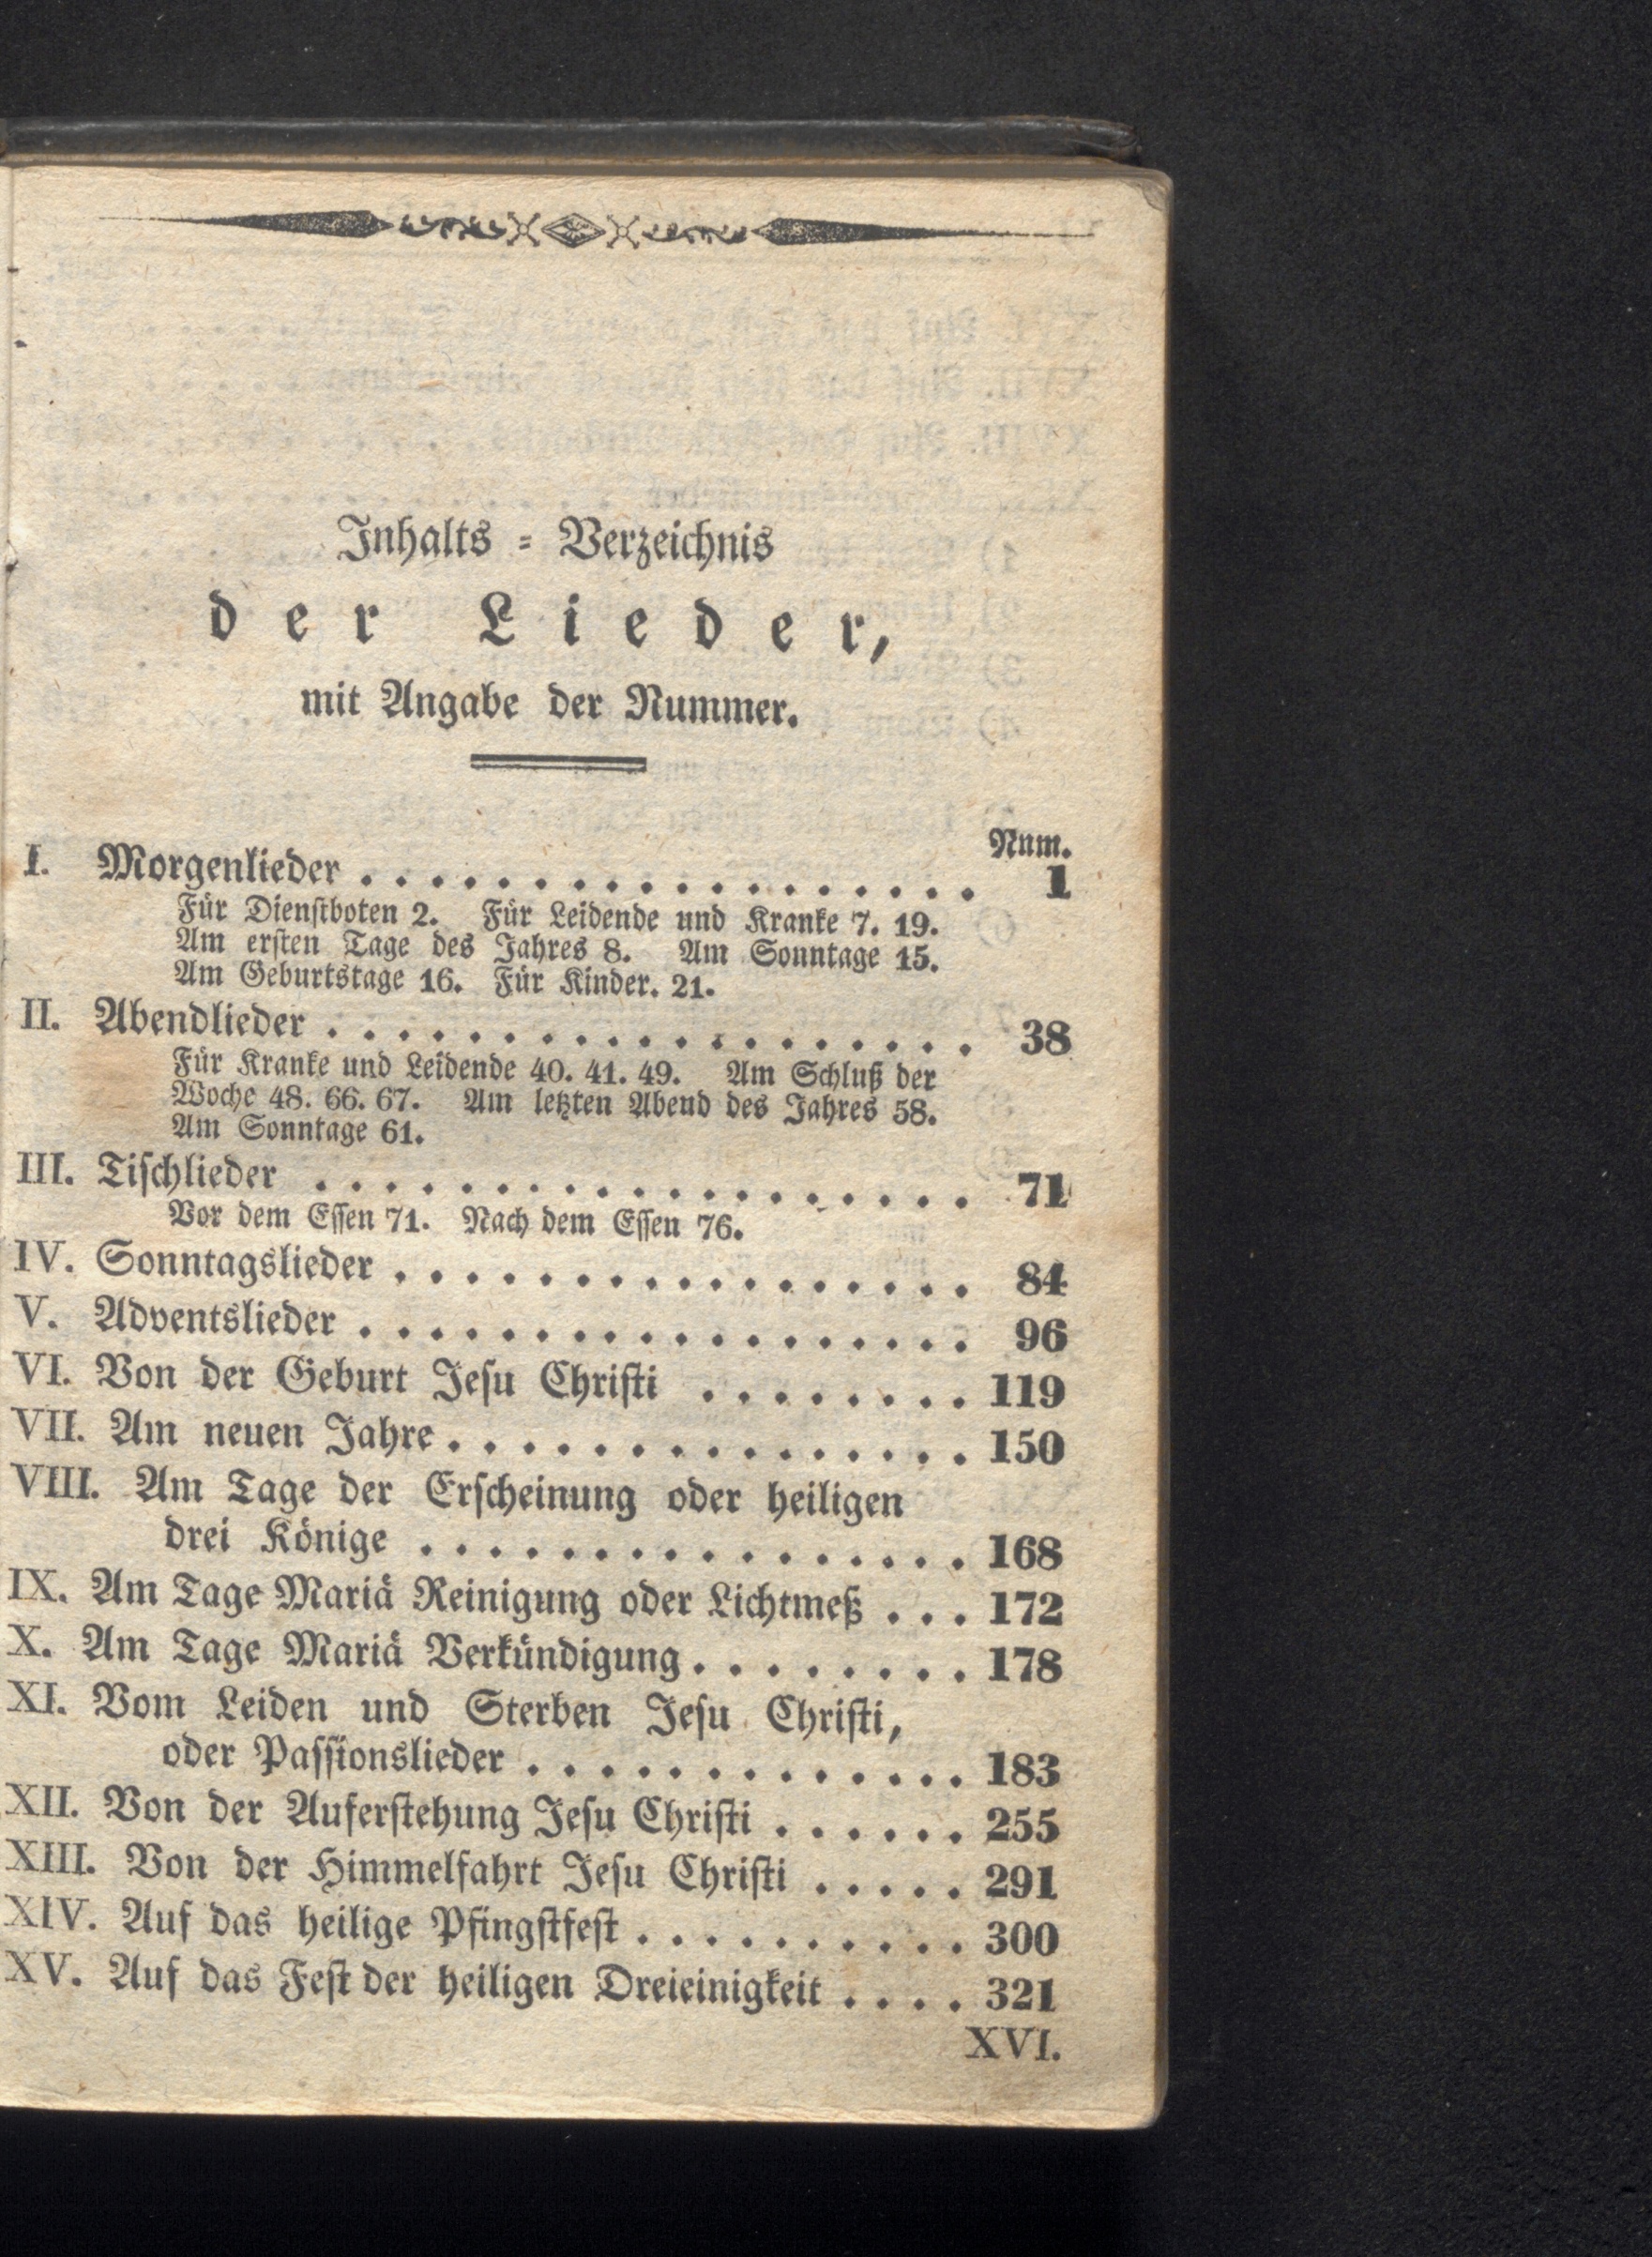 Inhalts = Verzeichnis
der Lieder,
mit Angabe der Nummer.
Num.
I. Morgenlieder . . . . . . . . . . . . . . . . . . 1
Für Dienstboten 2. Für Leidende und Kranke 7. 19.
Am ersten Tage des Jahres 8. Am Sonntage 15.
Am Geburtstage 16. Für Kinder. 21.
II. Abendlieder . . . . . . . . . . . . . . . . . . . 38
Für Kranke und Leidende 40. 41. 49. Am Schluß der
Woche 48. 66. 67. Am letzten Abend des Jahres 58.
Am Sonntage 61.
III. Tischlieder . . . . . . . . . . . . . . . . . . . 71
Vor dem Essen 71. Nach dem Essen 76.
IV. Sonntagslieder . . . . . . . . . . . . . . . . . 84
V. Adventslieder . . . . . . . . . . . . . . . . . . 96
VI. Von der Geburt Jesu Christi . . . . . . . . 119
VII. Am neuen Jahre . . . . . . . . . . . . . . . 150
VIII. Am Tage der Erscheinung oder heiligen
drei Könige . . . . . . . . . . . . . . . . 168
IX. Am Tage Mariä Reinigung oder Lichtmeß . . . 172
X. Am Tage Mariä Verkündigung . . . . . . . . 178
XI. Vom Leiden und Sterben Jesu Christi,
oder Passionslieder . . . . . . . . . . . . . 183
XII. Von der Auferstehung Jesu Christi . . . . . . 255
XIII. Von der Himmelfahrt Jesu Christi . . . . . 291
XIV. Auf das heilige Pfingstfest . . . . . . . . . . 300
XV. Auf das Fest der heiligen Dreieinigkeit . . . . 321
XVI.